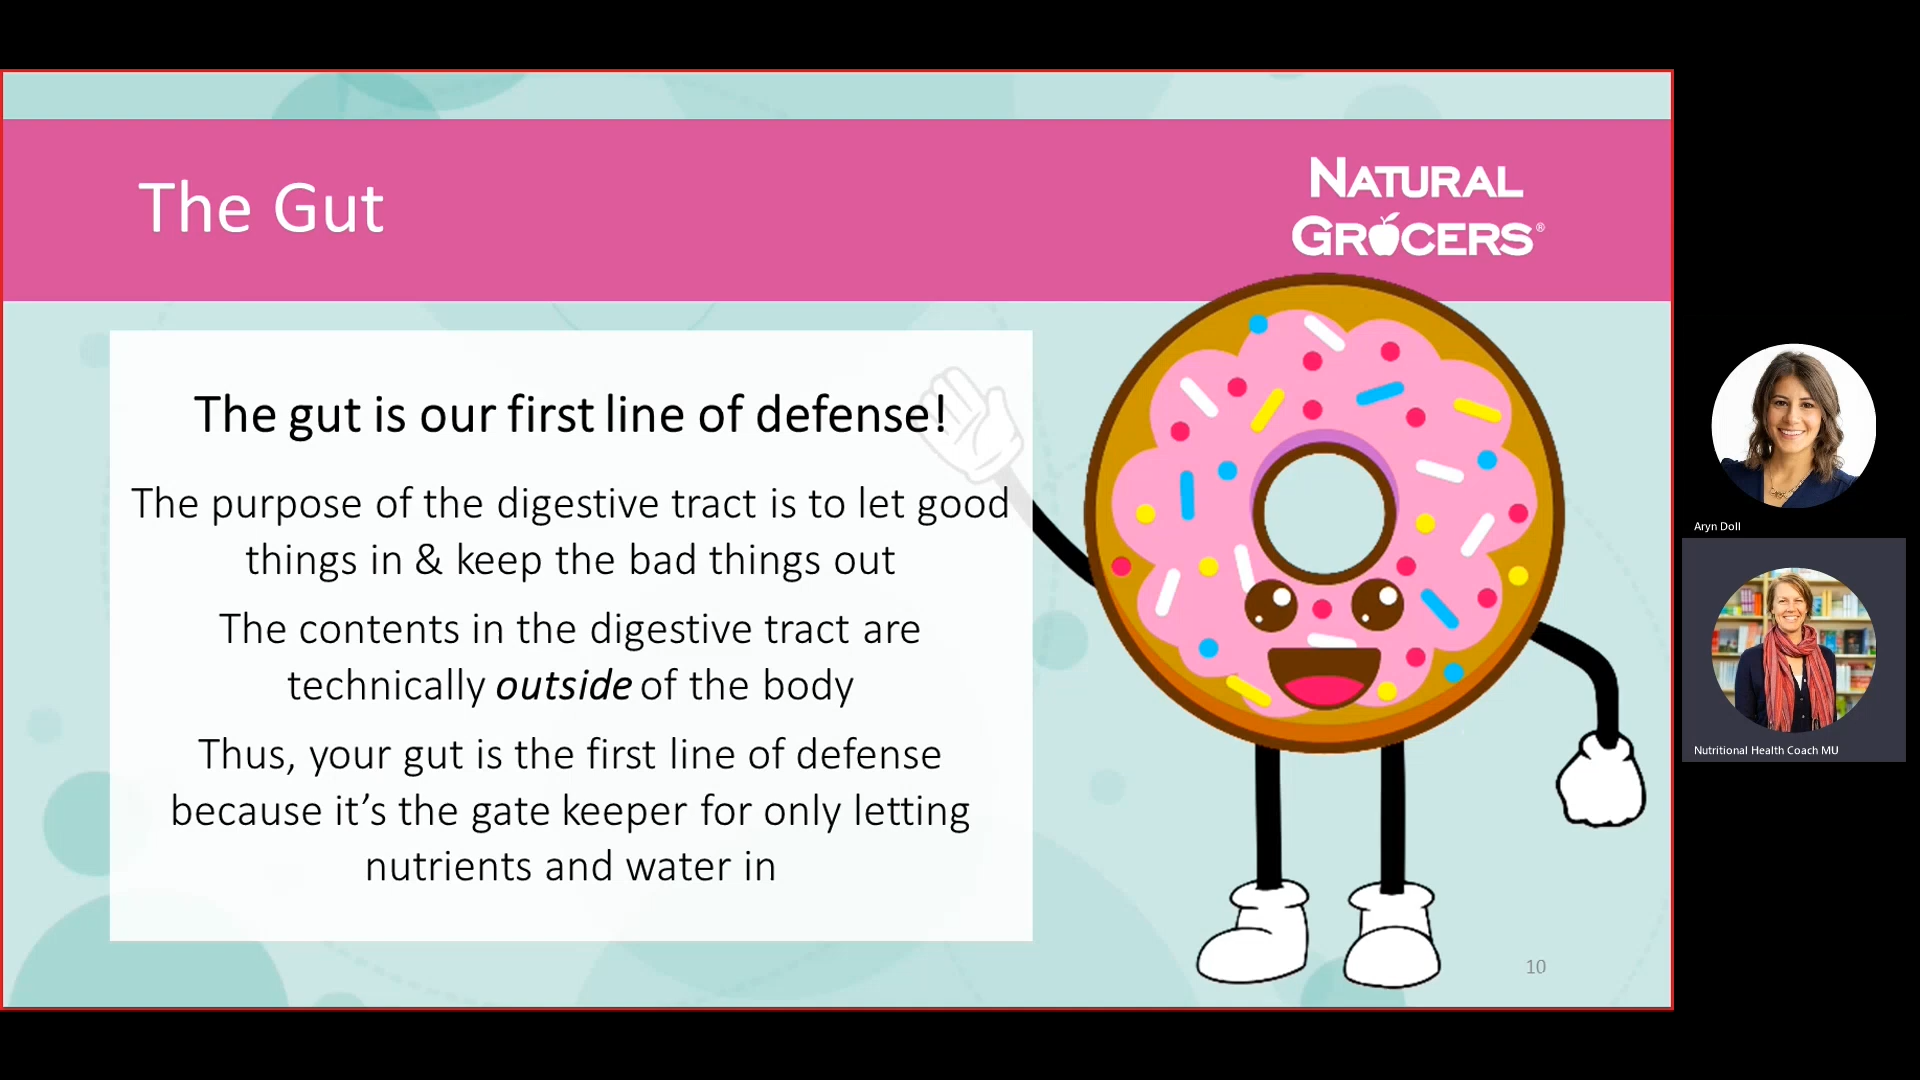 The Gut
NATURAL
GROCERS®
The gut is our first line of defense!
The purpose of the digestive tract is to let good
things in & keep the bad things out
The contents in the digestive tract are
technically outside of the body
Thus, your gut is the first line of defense
because it’s the gate keeper for only letting
nutrients and water in
10
Aryn Doll
Nutritional Health Coach MU